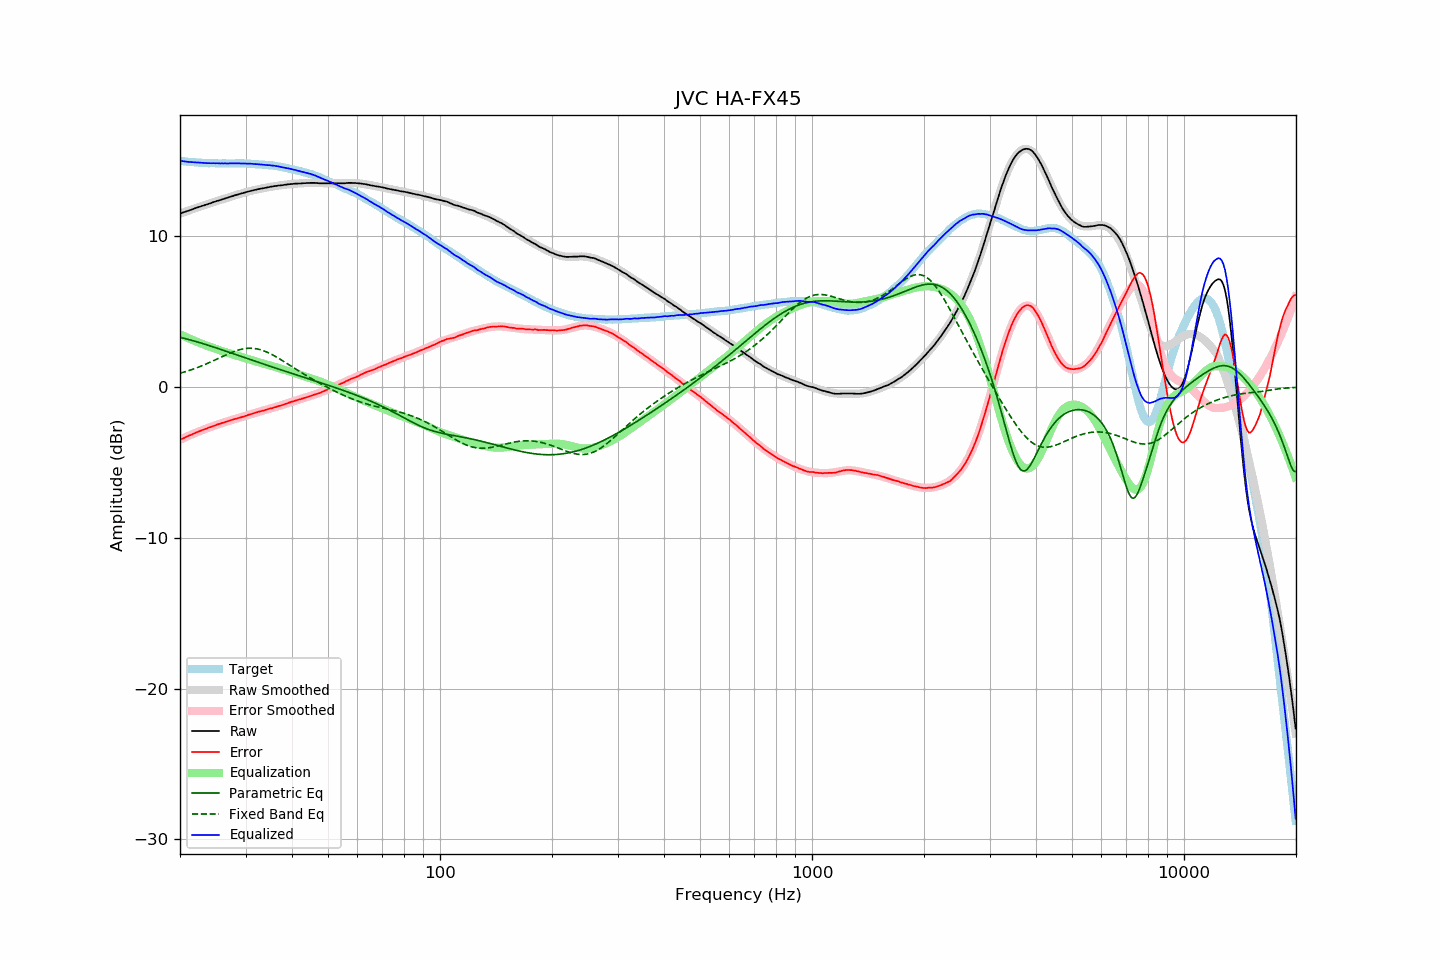 JVC HA-FX45
Amplitude (dBr)
10
0
−10
−20
−30
Target
Raw Smoothed
Error Smoothed
Raw
Error
Equalization
Parametric Eq
Fixed Band Eq
Equalized
100
1000
10000
Frequency (Hz)